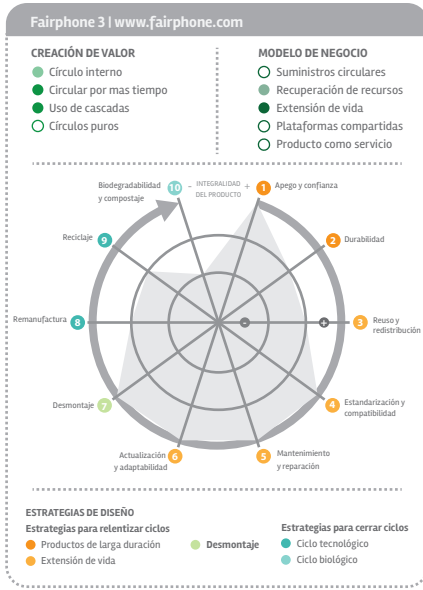 Fairphone 3 | www.fairphone.com
CREACIÓN DE VALOR
Círculo interno
Circular por mas tiempo
Uso de cascadas
Círculos puros
MODELO DE NEGOCIO
Suministros circulares
Recuperación de recursos
Extensión de vida
Plataformas compartidas
Producto como servicio
- INTEGRALIDAD +
DEL PRODUCTO
1 Apego y confianza
2 Durabilidad
3 Reuso y
redistribución
4 Estandarización y
compatibilidad
5 Mantenimiento
y reparación
6 Actualización
y adaptabilidad
7 Desmontaje
8 Remanufactura
9 Reciclaje
10 Biodegradabilidad
y compostaje
- +
ESTRATEGIAS DE DISEÑO
Estrategias para relentizar ciclos
Productos de larga duración
Extensión de vida
Desmontaje
Estrategias para cerrar ciclos
Ciclo tecnológico
Ciclo biológico